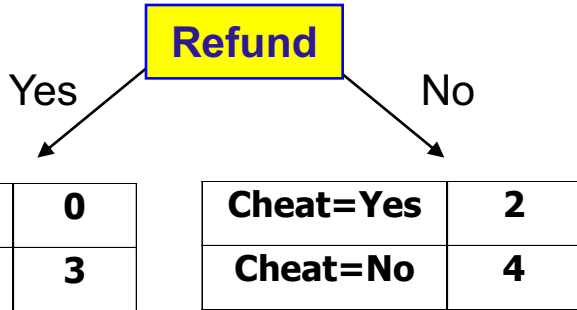 Refund
Yes No
0
3
Cheat=Yes 2
Cheat=No 4